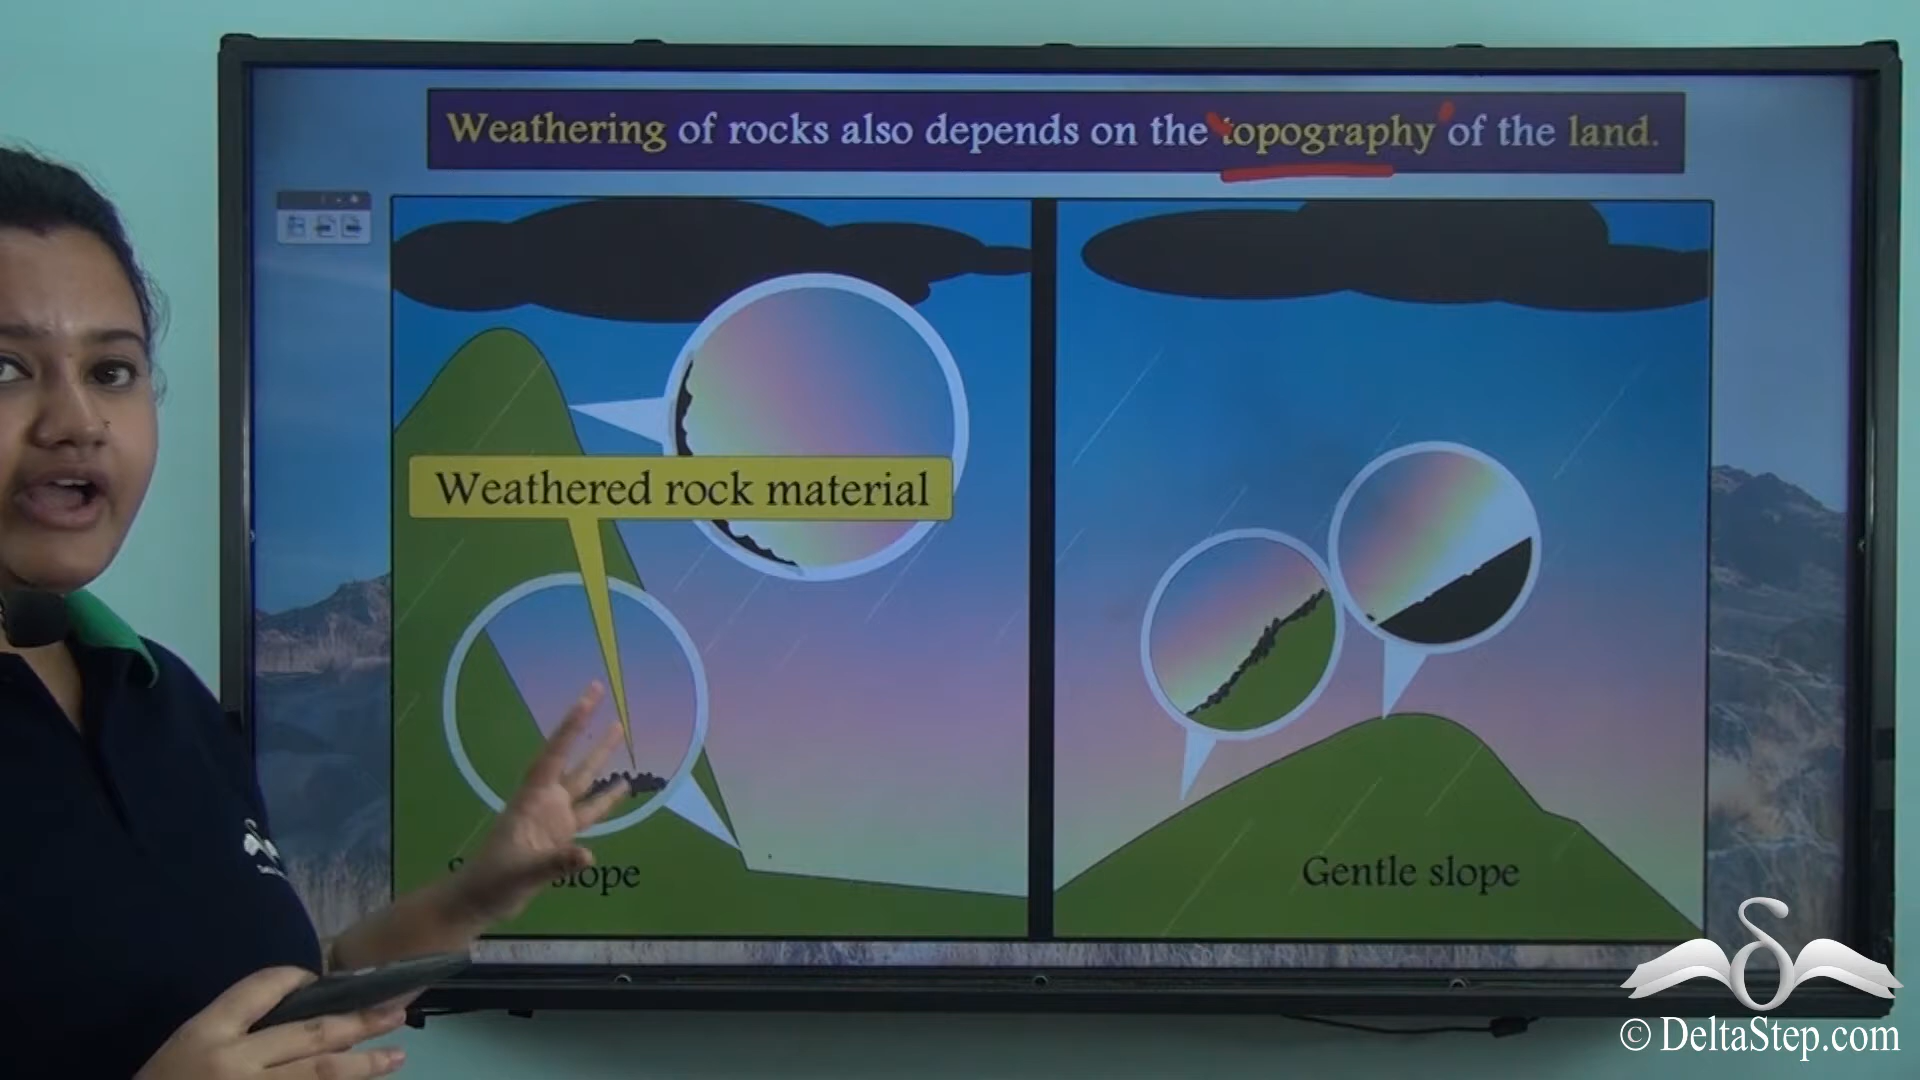 Weathering of rocks also depends on the 'topography' of the land.
Weathered rock material
slope
Gentle slope
© DeltaStep.com